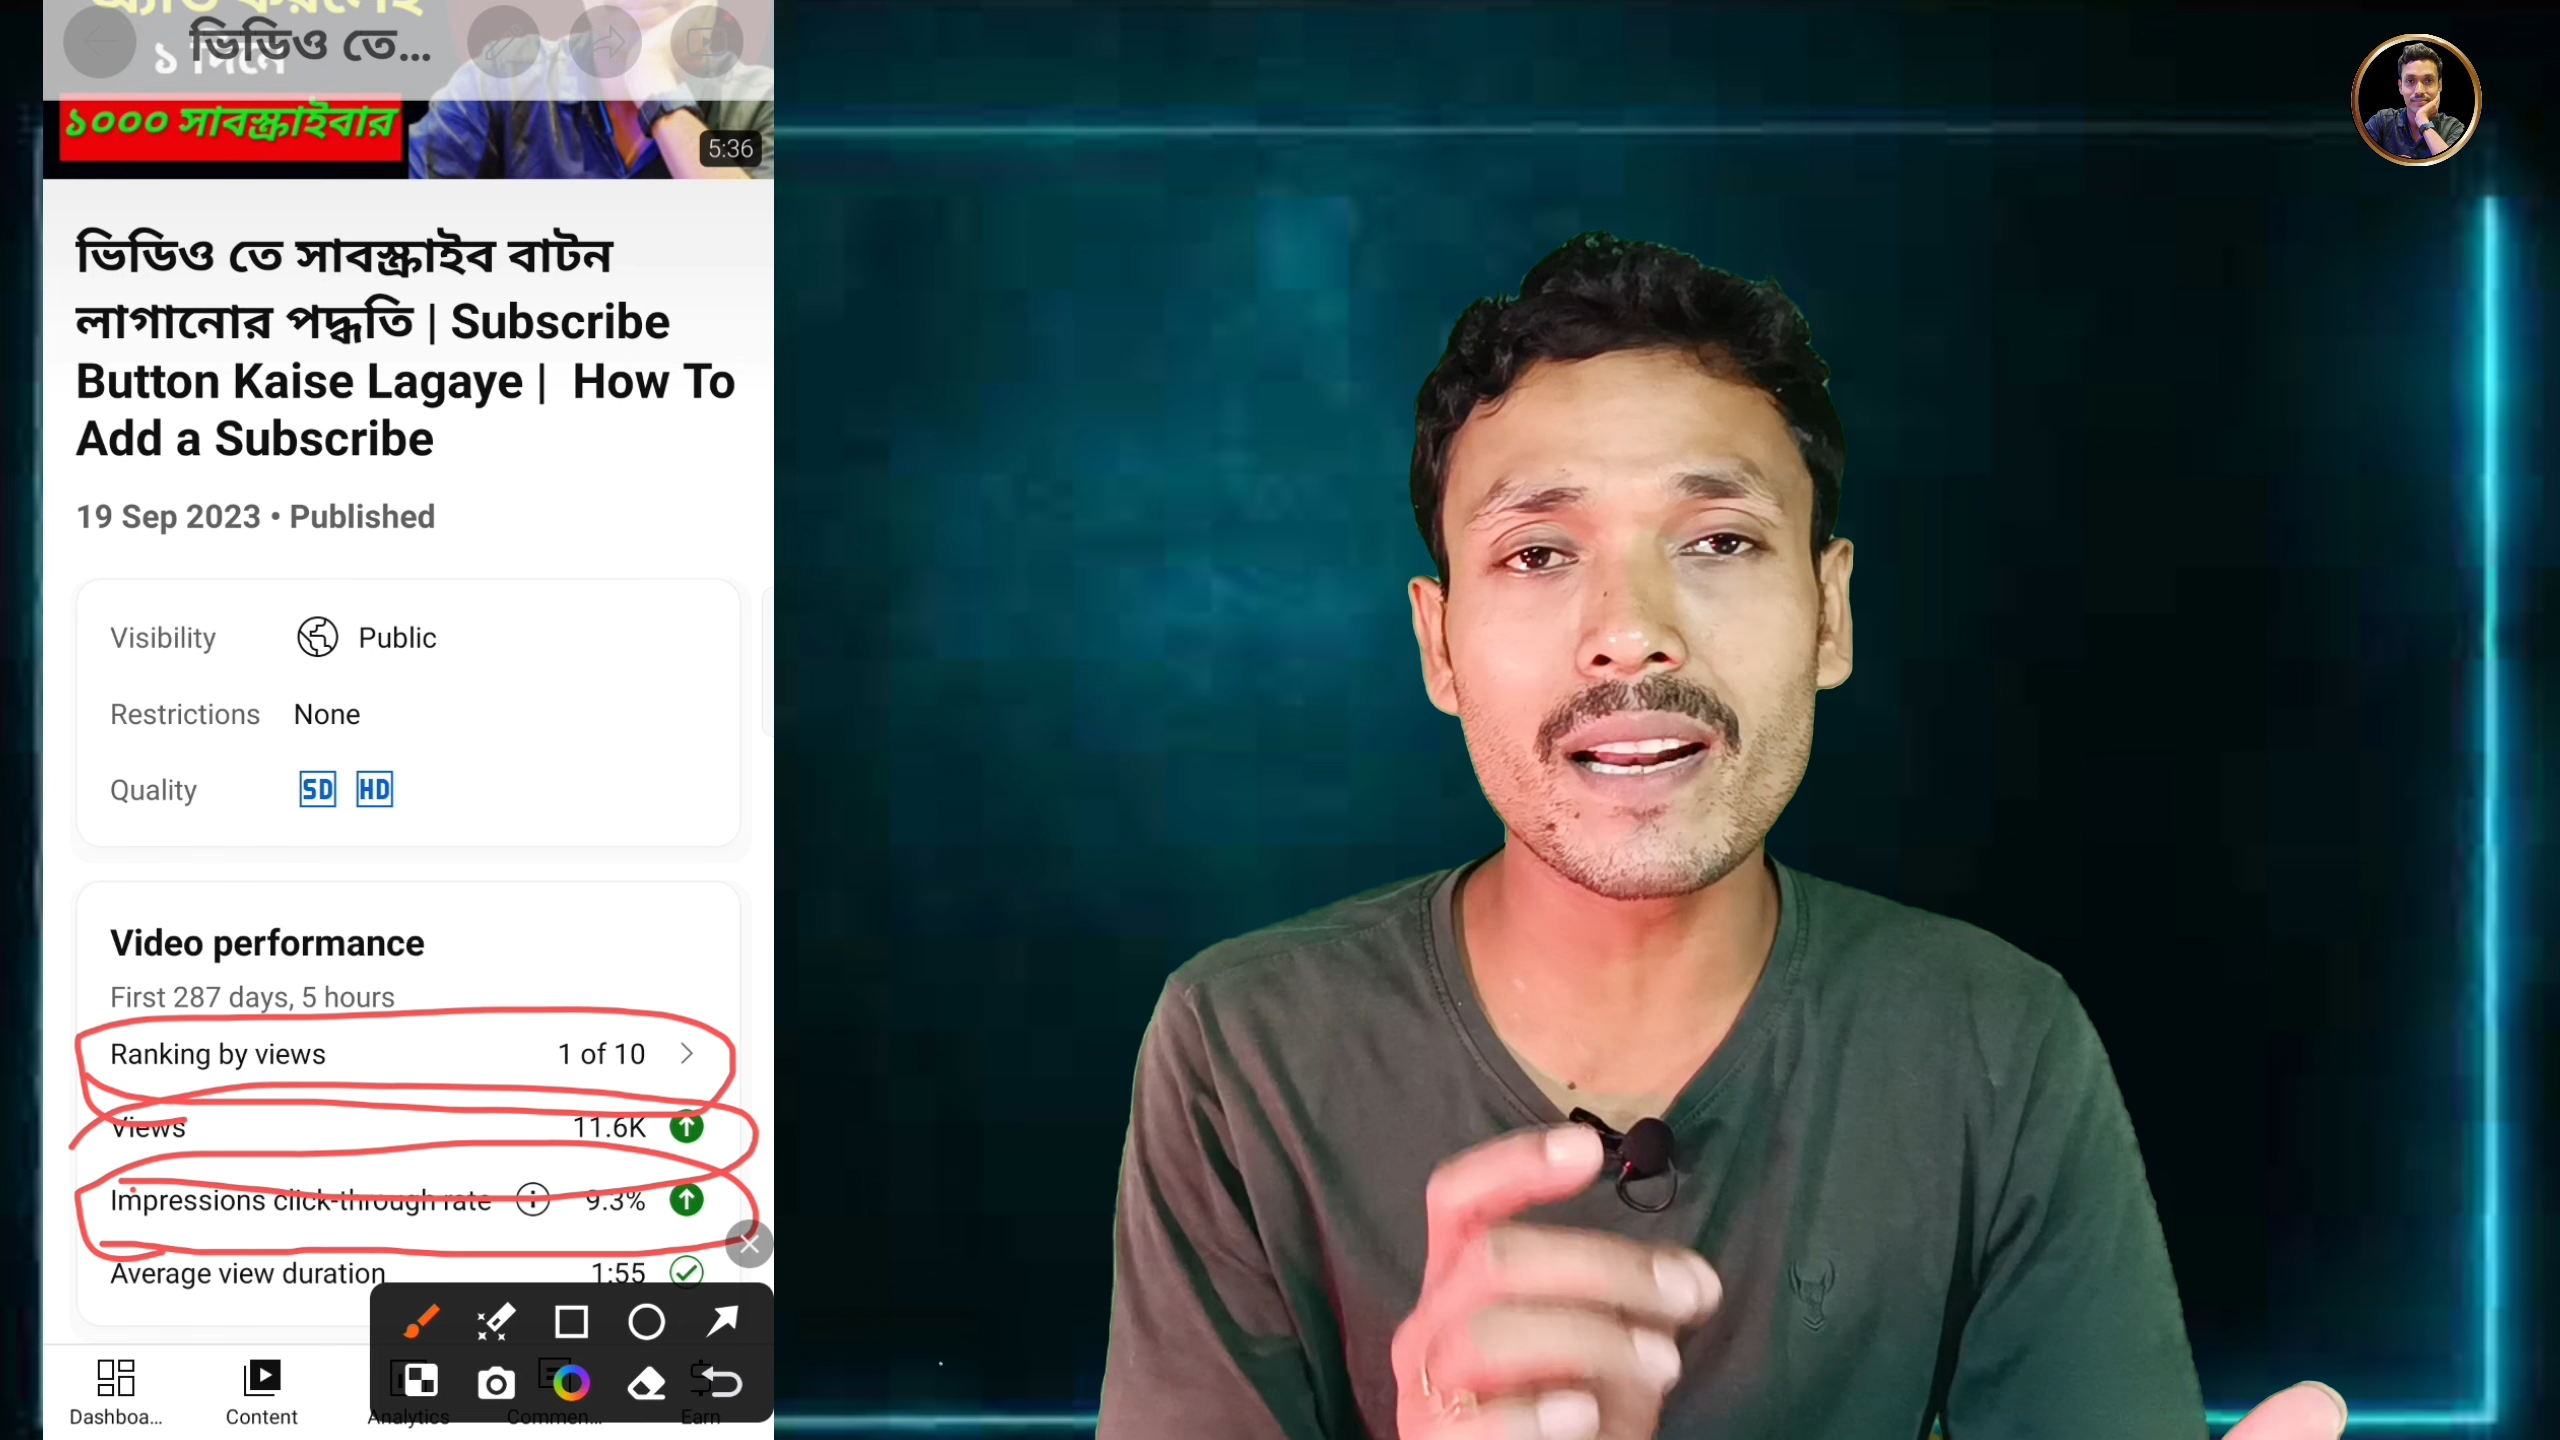 ভিডিও তে...
১ দিনে
১০০০ সাবস্ক্রাইবার
5:36
ভিডিও তে সাবস্ক্রাইব বাটন
লাগানোর পদ্ধতি | Subscribe
Button Kaise Lagaye | How To
Add a Subscribe
19 Sep 2023 • Published
Visibility Public
Restrictions None
Quality SD HD
Video performance
First 287 days, 5 hours
Ranking by views 1 of 10
Views 11.6K
Impressions click-through rate 9.3%
Average view duration 1:55
Dashboa... Content Analytics Commen... Earn